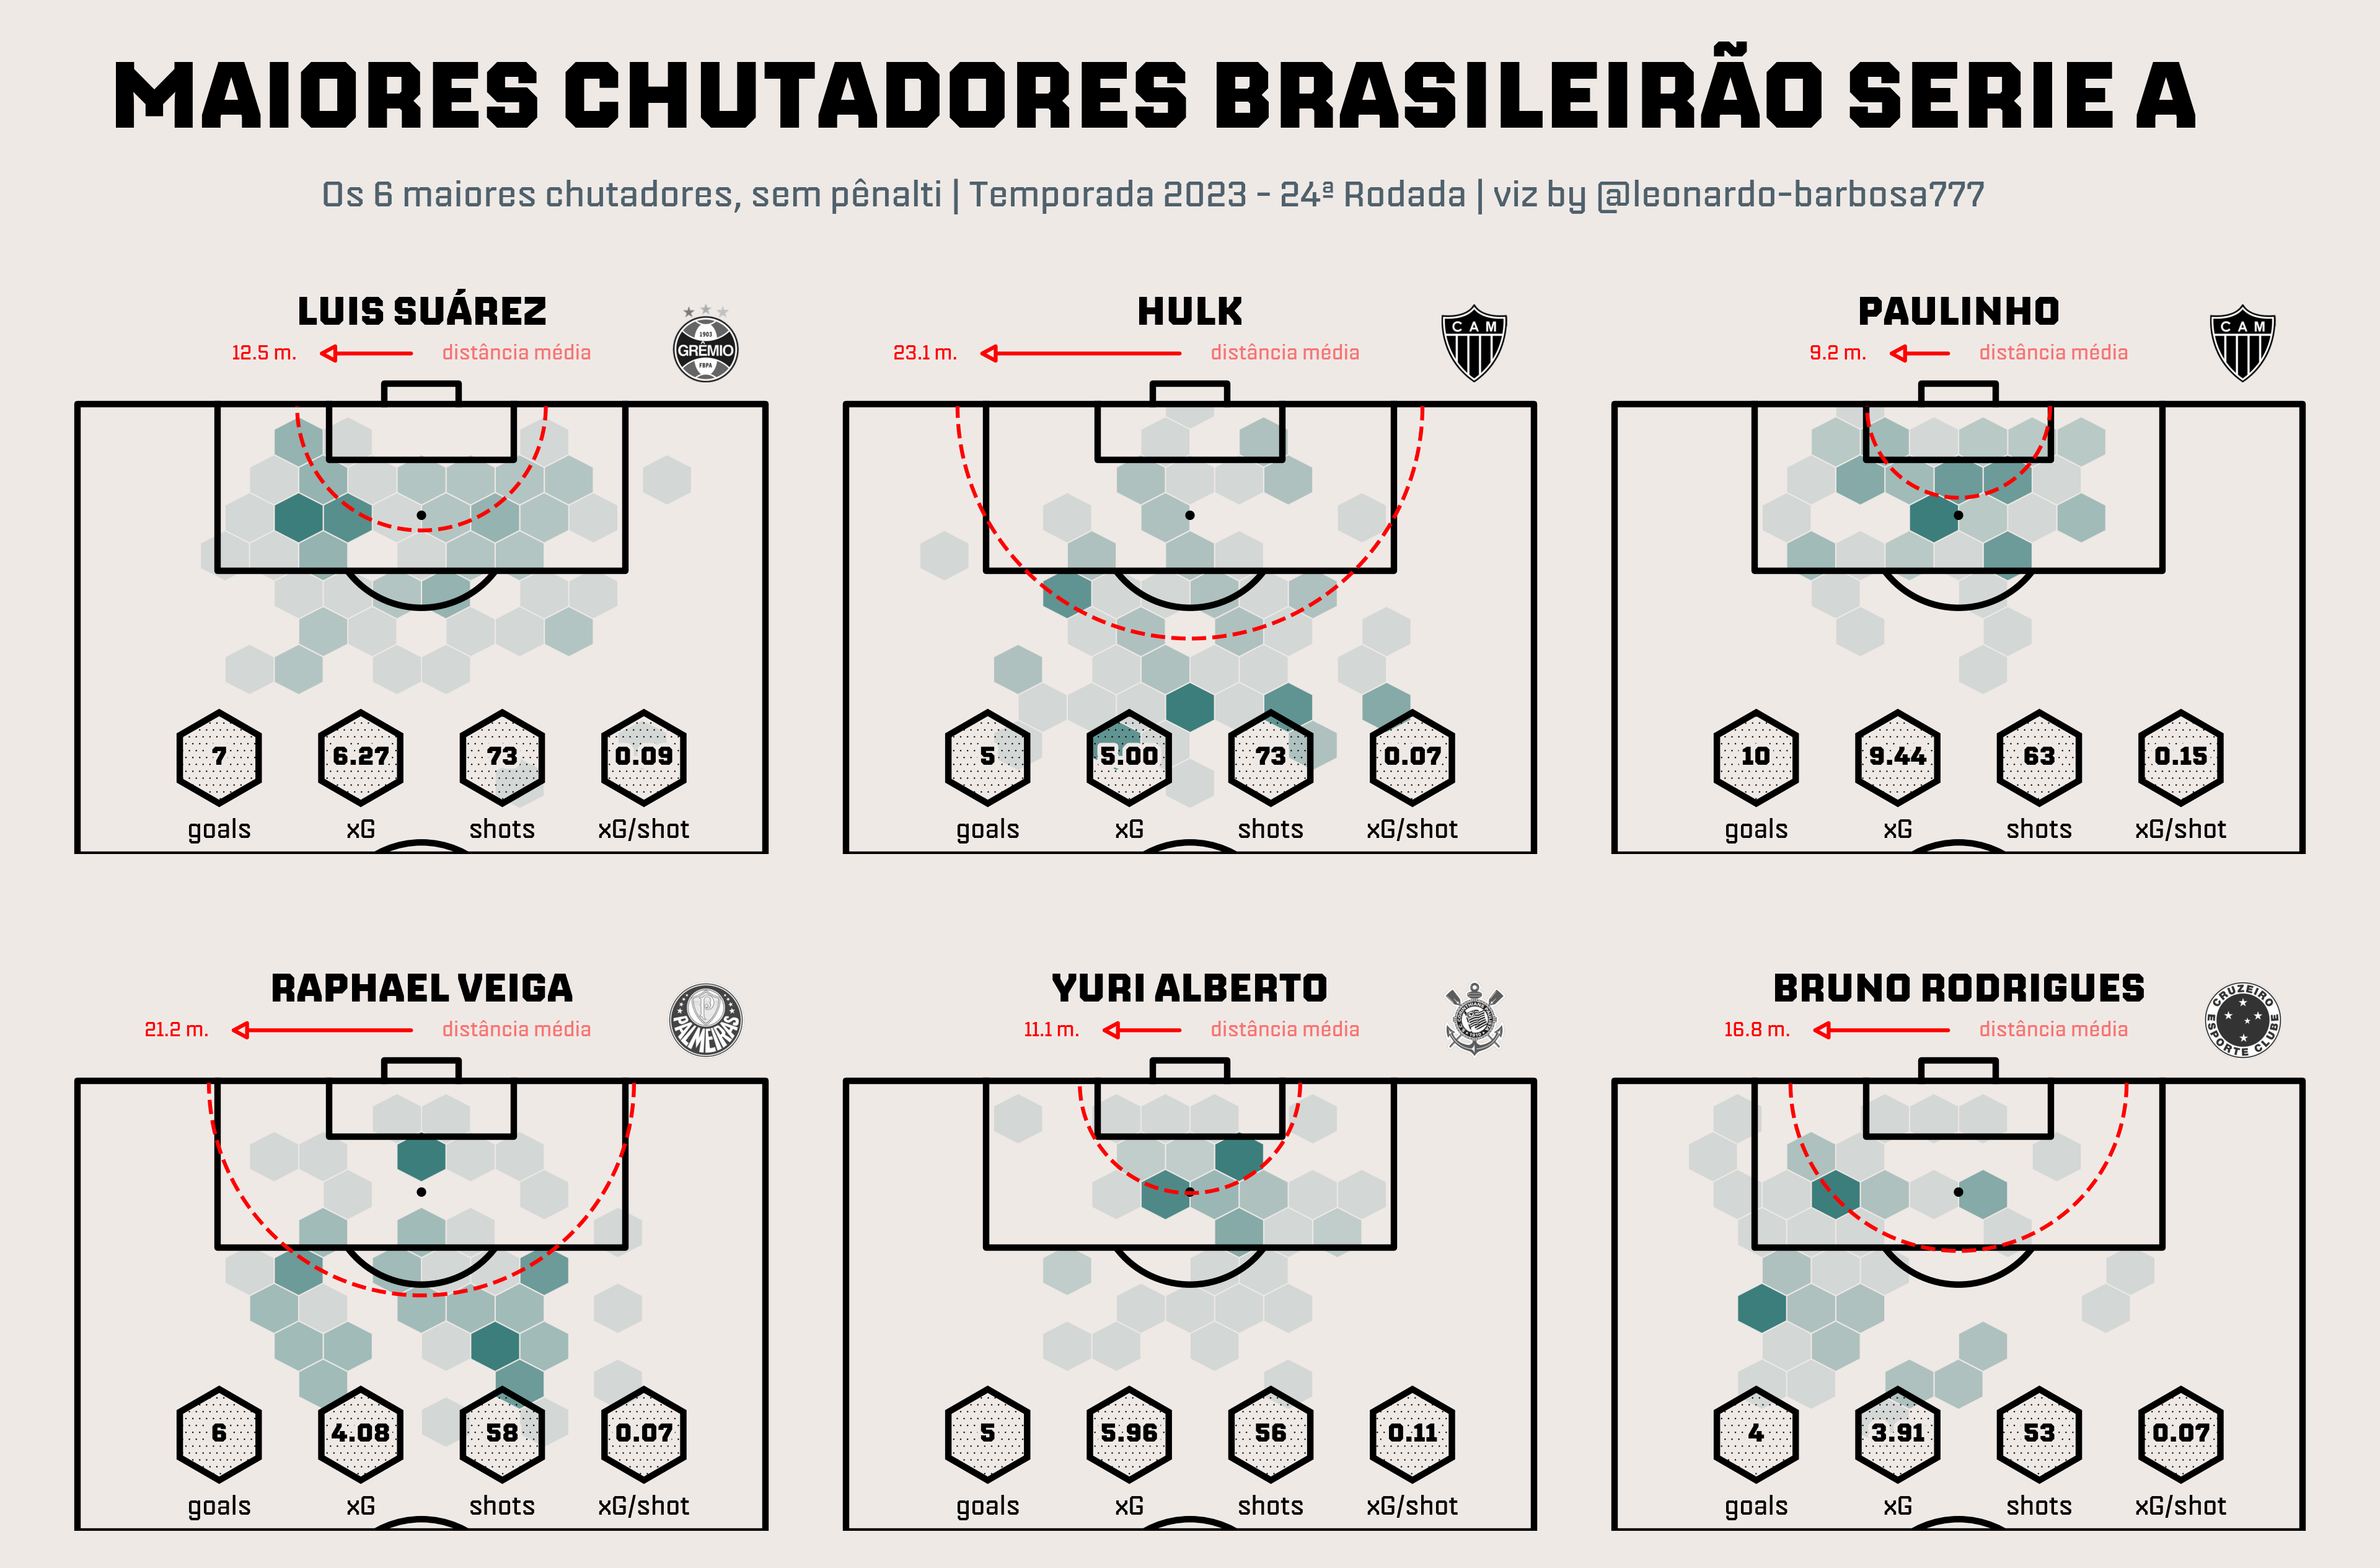 MAIORES CHUTADORES BRASILEIRÃO SERIE A
Os 6 maiores chutadores, sem pênalti | Temporada 2023 - 24ª Rodada | viz by @leonardo-barbosa777
LUIS SUÁREZ
12.5 m. distância média
1903
GRÊMIO
FBPA
7 6.27 73 0.09
goals xG shots xG/shot
HULK
23.1 m. distância média
CAM
5 5.00 73 0.07
goals xG shots xG/shot
PAULINHO
9.2 m. distância média
CAM
10 9.44 63 0.15
goals xG shots xG/shot
RAPHAEL VEIGA
21.2 m. distância média
PALMEIRAS
6 4.08 58 0.07
goals xG shots xG/shot
YURI ALBERTO
11.1 m. distância média
5 5.96 56 0.11
goals xG shots xG/shot
BRUNO RODRIGUES
16.8 m. distância média
CRUZEIRO
ESPORTE CLUBE
4 3.91 53 0.07
goals xG shots xG/shot